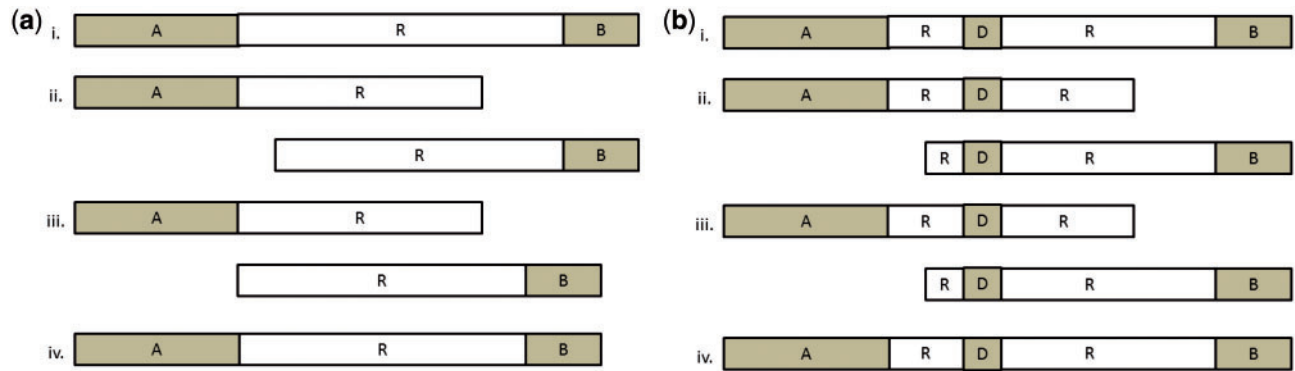 (a)
i. A R B
ii. A R
R B
iii. A R
R B
iv. A R B
(b)
i. A R D R B
ii. A R D R
R D R B
iii. A R D R
R D R B
iv. A R D R B